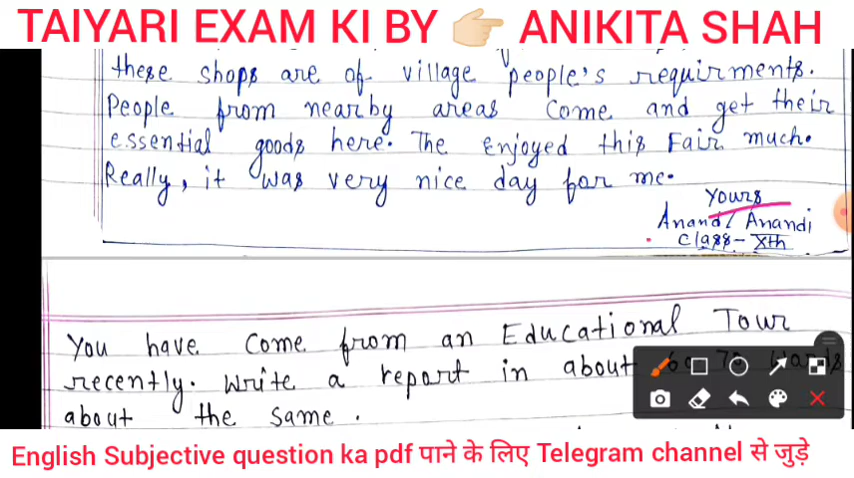 TAIYARI EXAM KI BY 👉🏻 ANIKITA SHAH
these shops are of village people's requirments.
People from nearby areas come and get their
essential goods here. The enjoyed this Fair much.
Really, it was very nice day for me.
Yours
Anand/Anandi
Class-Xth
You have come from an Educational Tour
recently. Write a report in about
about the same.
English Subjective question ka pdf पाने के लिए Telegram channel से जुड़े